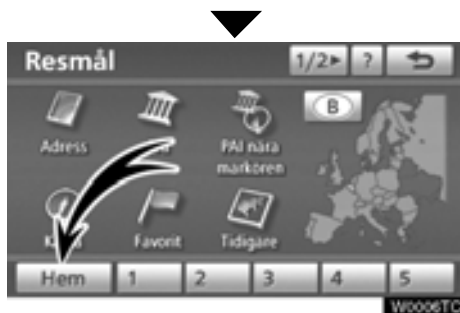 Resmål 1/2 ?
B
Adress PAI nära
markören
Favorit Tidigare
Hem 1 2 3 4 5
W0006TC